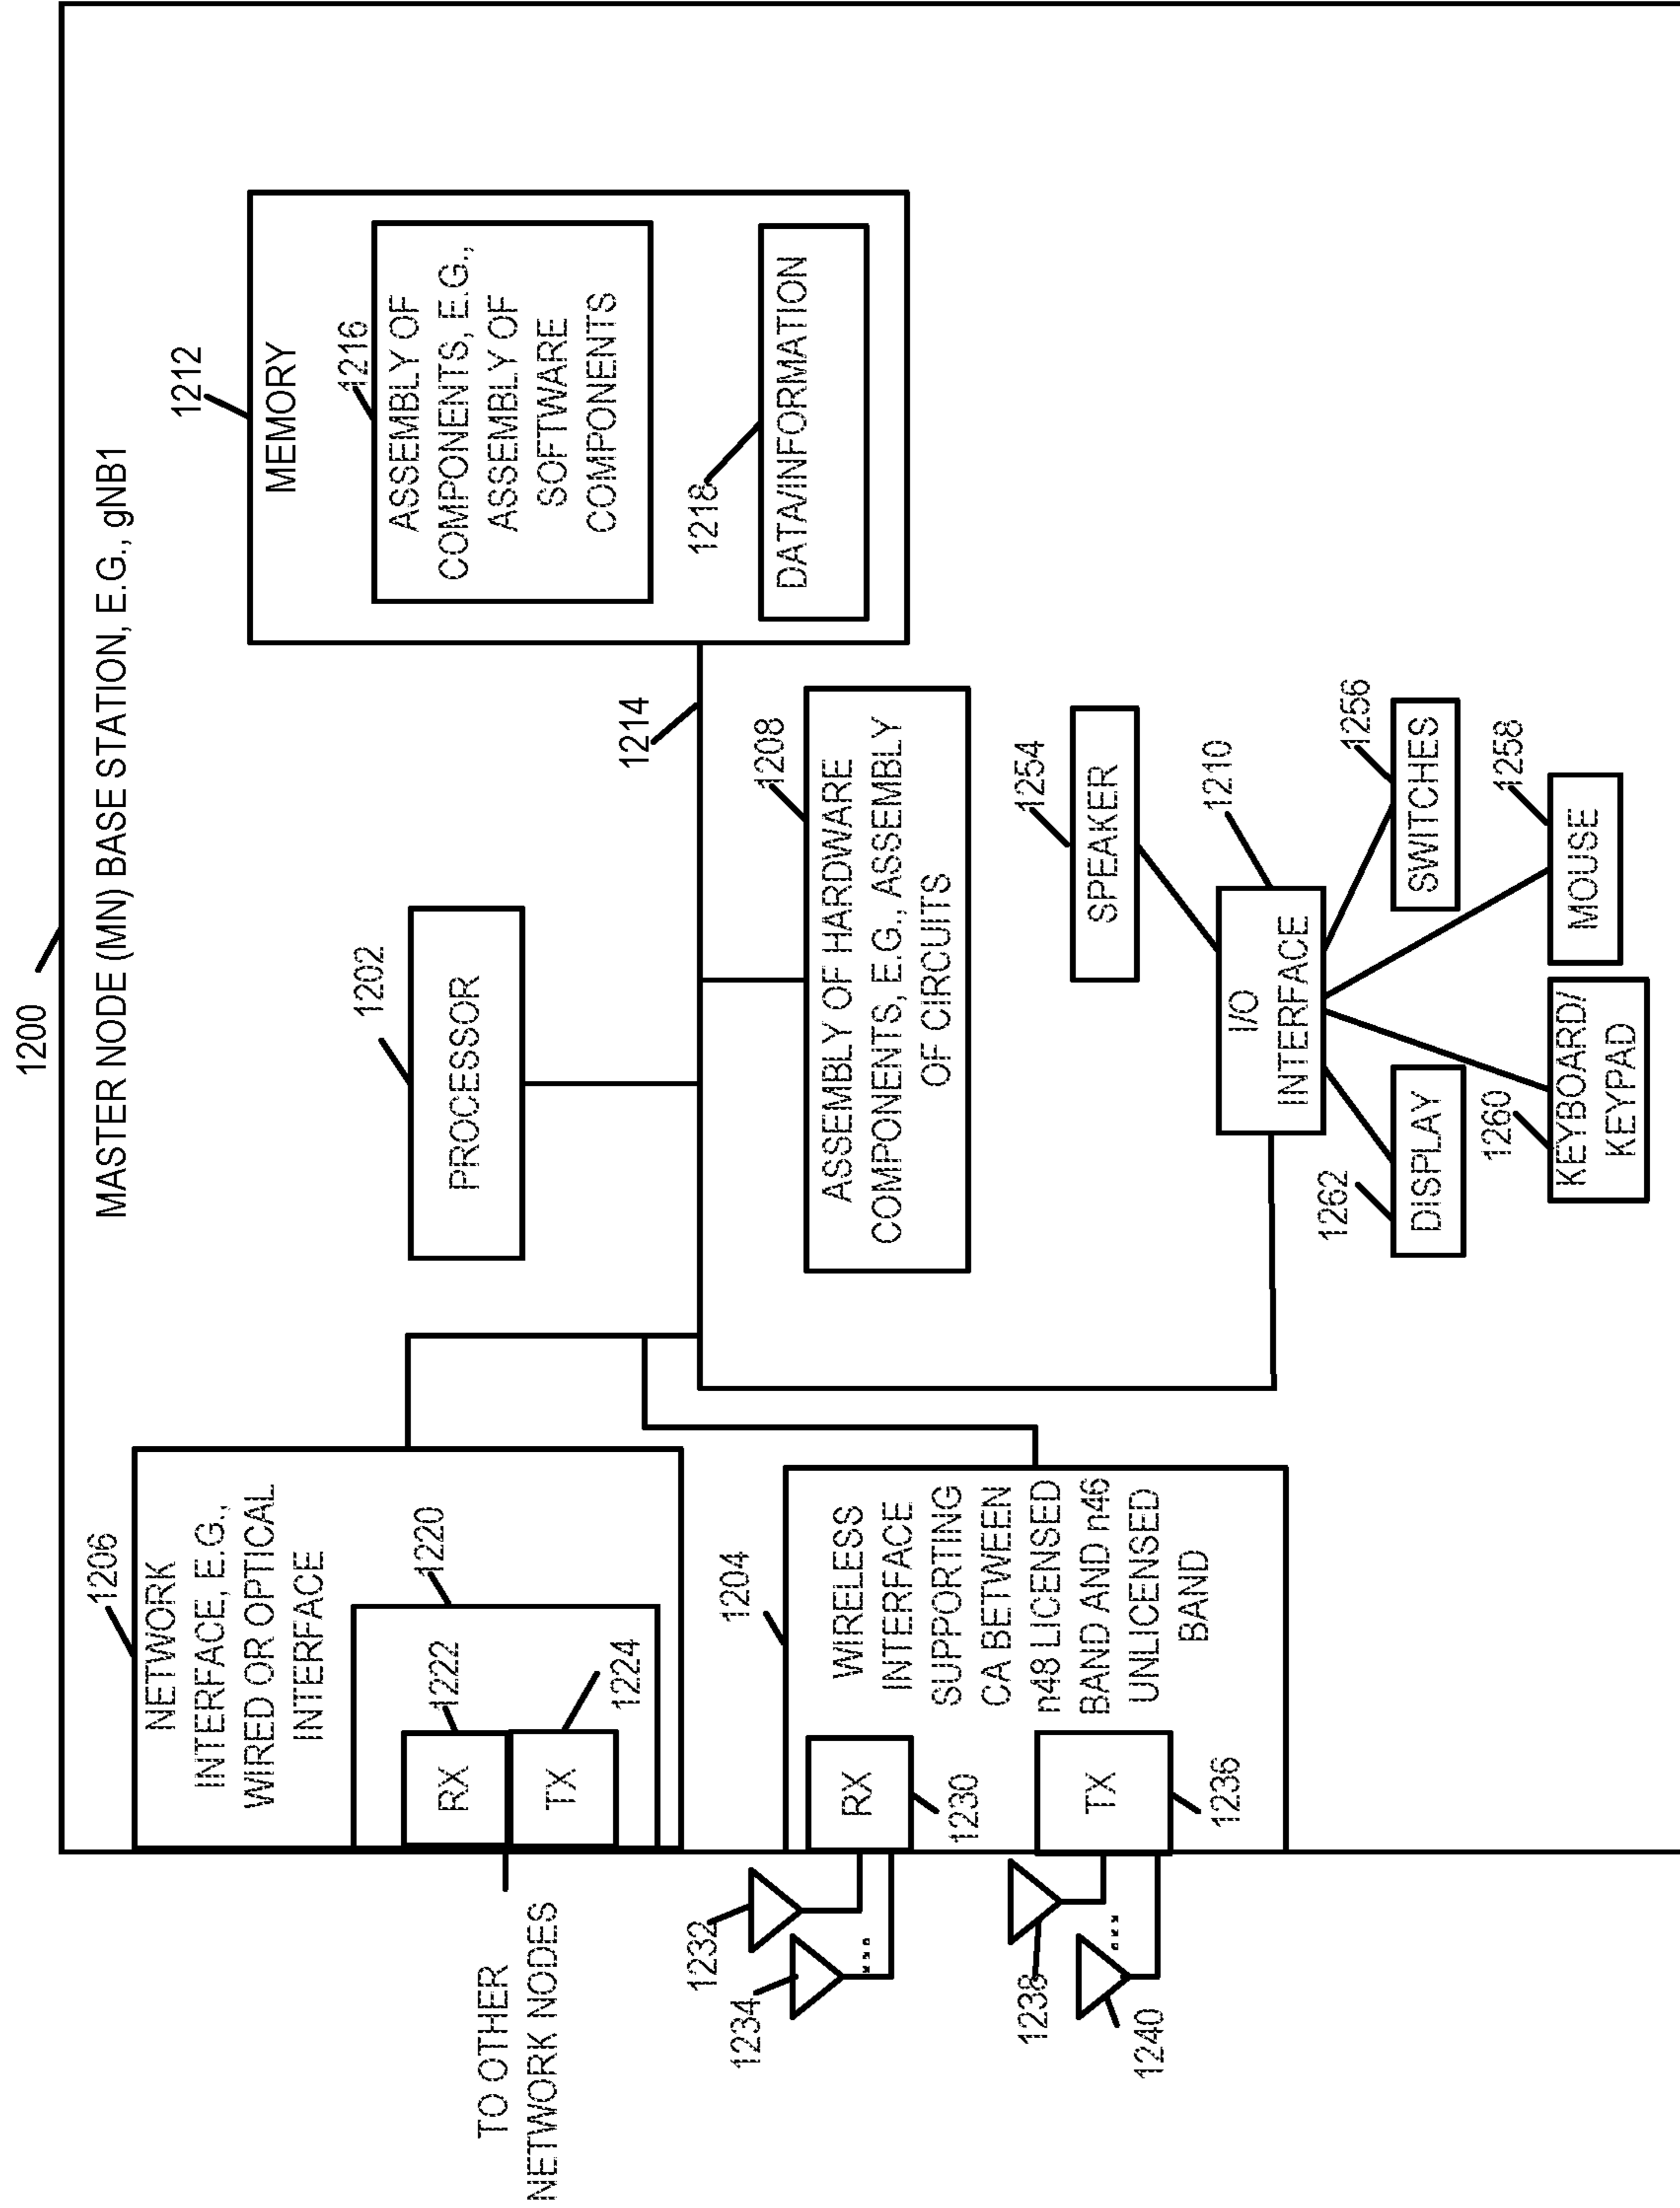 1200
MASTER NODE (MN) BASE STATION, E.G., gNB1
1206
NETWORK
INTERFACE, E.G.,
WIRED OR OPTICAL
INTERFACE
1220
1222
RX
TX
1224
TO OTHER
NETWORK NODES
1202
PROCESSOR
1212
MEMORY
1216
ASSEMBLY OF
COMPONENTS, E.G.,
ASSEMBLY OF
SOFTWARE
COMPONENTS
1218
DATA/INFORMATION
1214
1204
WIRELESS
INTERFACE
SUPPORTING
CA BETWEEN
n48 LICENSED
BAND AND n46
UNLICENSED
BAND
RX
1230
TX
1236
1232
1234
1238
1240
1208
ASSEMBLY OF HARDWARE
COMPONENTS, E.G., ASSEMBLY
OF CIRCUITS
1254
SPEAKER
1210
I/O
INTERFACE
1256
SWITCHES
1258
MOUSE
1260
KEYBOARD/
KEYPAD
1262
DISPLAY